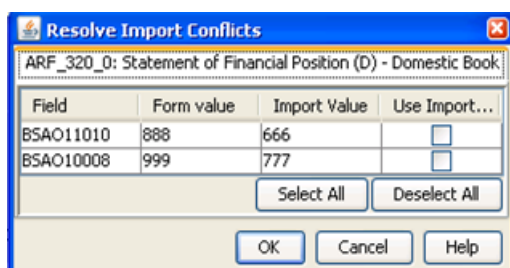 Resolve Import Conflicts
ARF_320_0: Statement of Financial Position (D) - Domestic Book
Field Form value Import Value Use Import...
BSAO11010 888 666
BSAO10008 999 777
Select All Deselect All
OK Cancel Help